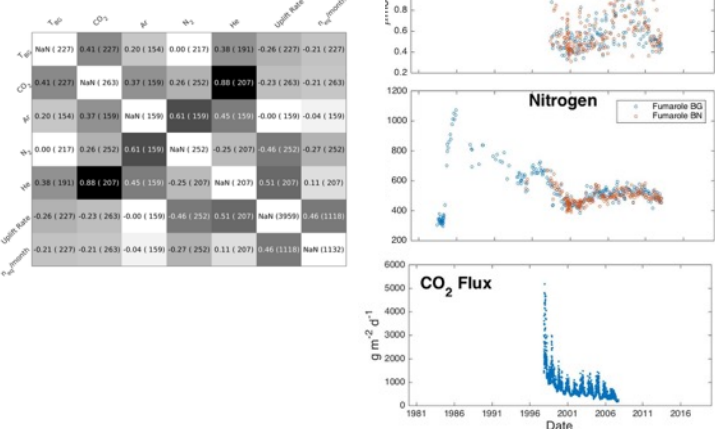 T_BG CO_2 Ar N_2 He Uplift Rate n_eq/month
T_BG NaN ( 227) 0.41 ( 227) 0.20 ( 154) 0.00 ( 217) 0.38 ( 191) -0.26 ( 227) -0.21 ( 227)
CO_2 0.41 ( 227) NaN ( 263) 0.37 ( 159) 0.26 ( 252) 0.88 ( 207) -0.23 ( 263) -0.21 ( 263)
Ar 0.20 ( 154) 0.37 ( 159) NaN ( 159) 0.61 ( 159) 0.45 ( 159) -0.00 ( 159) -0.04 ( 159)
N_2 0.00 ( 217) 0.26 ( 252) 0.61 ( 159) NaN ( 252) -0.25 ( 207) -0.46 ( 252) -0.27 ( 252)
He 0.38 ( 191) 0.88 ( 207) 0.45 ( 159) -0.25 ( 207) NaN ( 207) 0.51 ( 207) 0.11 ( 207)
Uplift Rate -0.26 ( 227) -0.23 ( 263) -0.00 ( 159) -0.46 ( 252) 0.51 ( 207) NaN (3959) 0.46 (1118)
n_eq/month -0.21 ( 227) -0.21 ( 263) -0.04 ( 159) -0.27 ( 252) 0.11 ( 207) 0.46 (1118) NaN (1132)
0.8
0.6
0.4
0.2
Nitrogen
Fumarole BG
Fumarole BN
1200
1000
800
600
400
200
CO_2 Flux
g m^-2 d^-1
6000
5000
4000
3000
2000
1000
0
1981 1986 1991 1996 2001 2006 2011 2016
Date